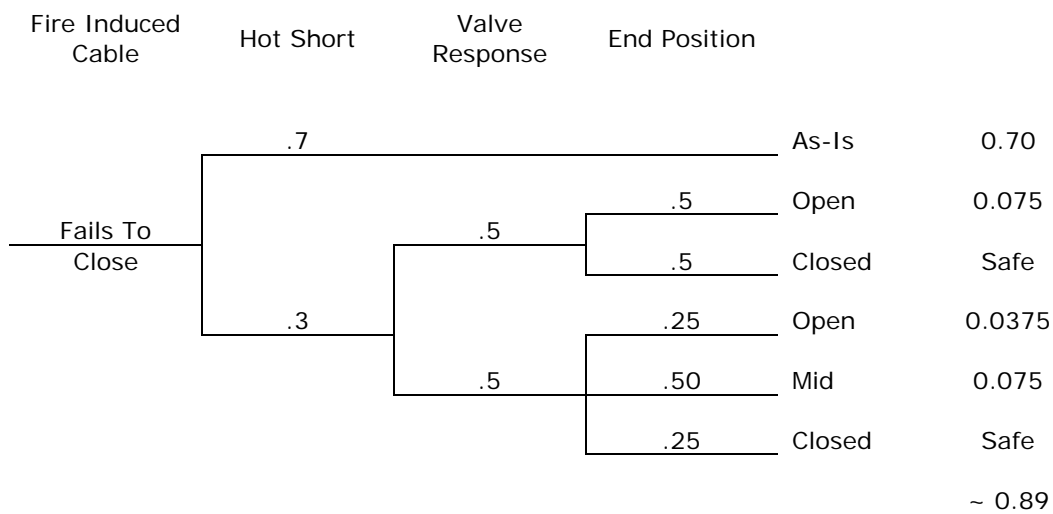 Fire Induced
Cable
Hot Short
Valve
Response
End Position
.7
As-Is
0.70
.5
Open
0.075
Fails To
Close
.5
.5
Closed
Safe
.3
.25
Open
0.0375
.5
.50
Mid
0.075
.25
Closed
Safe
~ 0.89